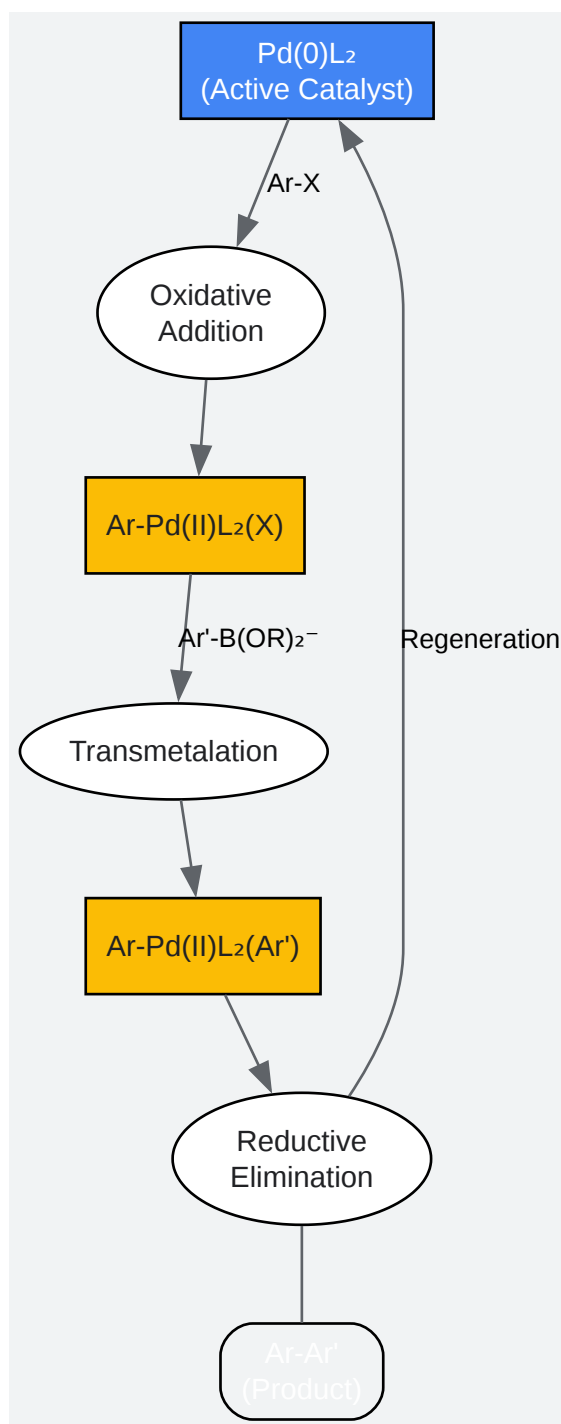 Pd(0)L₂
(Active Catalyst)
Ar-X
Oxidative
Addition
Ar-Pd(II)L₂(X)
Ar'-B(OR)₂⁻
Regeneration
Transmetalation
Ar-Pd(II)L₂(Ar')
Reductive
Elimination
Ar-Ar'
(Product)